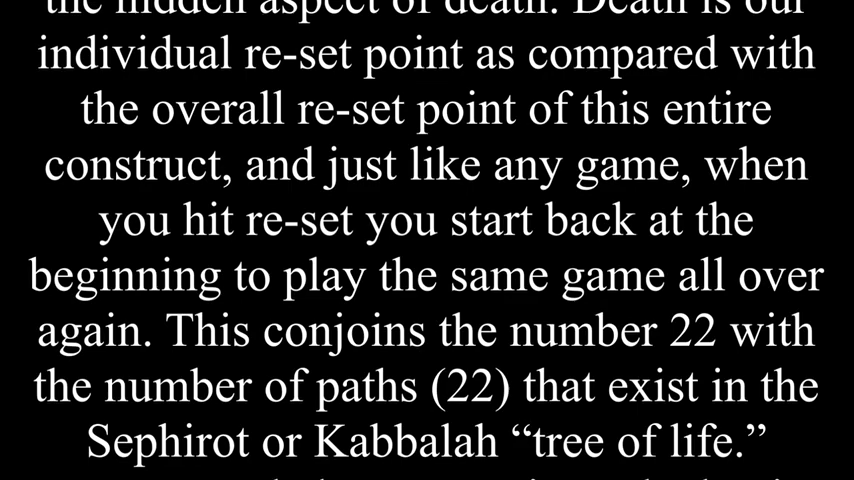 the hidden aspect of death. Death is our
individual re-set point as compared with
the overall re-set point of this entire
construct, and just like any game, when
you hit re-set you start back at the
beginning to play the same game all over
again. This conjoins the number 22 with
the number of paths (22) that exist in the
Sephirot or Kabbalah “tree of life.”